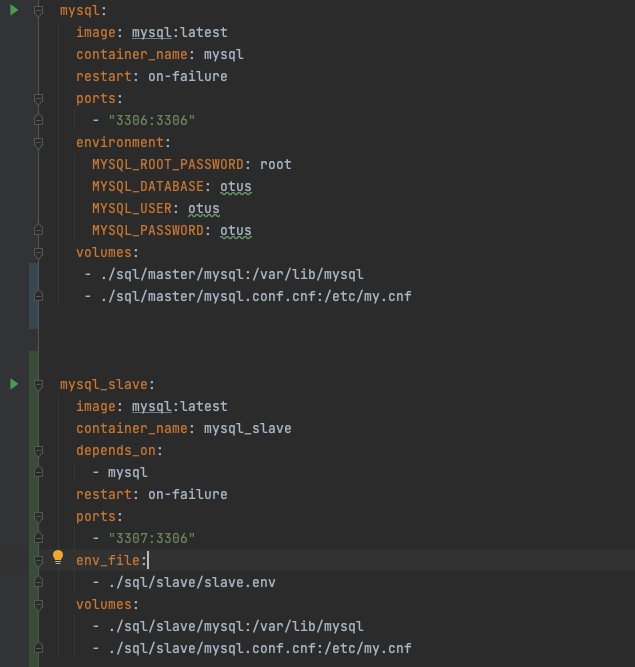 mysql:
  image: mysql:latest
  container_name: mysql
  restart: on-failure
  ports:
    - "3306:3306"
  environment:
    MYSQL_ROOT_PASSWORD: root
    MYSQL_DATABASE: otus
    MYSQL_USER: otus
    MYSQL_PASSWORD: otus
  volumes:
   - ./sql/master/mysql:/var/lib/mysql
   - ./sql/master/mysql.conf.cnf:/etc/my.cnf
mysql_slave:
  image: mysql:latest
  container_name: mysql_slave
  depends_on:
    - mysql
  restart: on-failure
  ports:
    - "3307:3306"
  env_file:
    - ./sql/slave/slave.env
  volumes:
    - ./sql/slave/mysql:/var/lib/mysql
    - ./sql/slave/mysql.conf.cnf:/etc/my.cnf